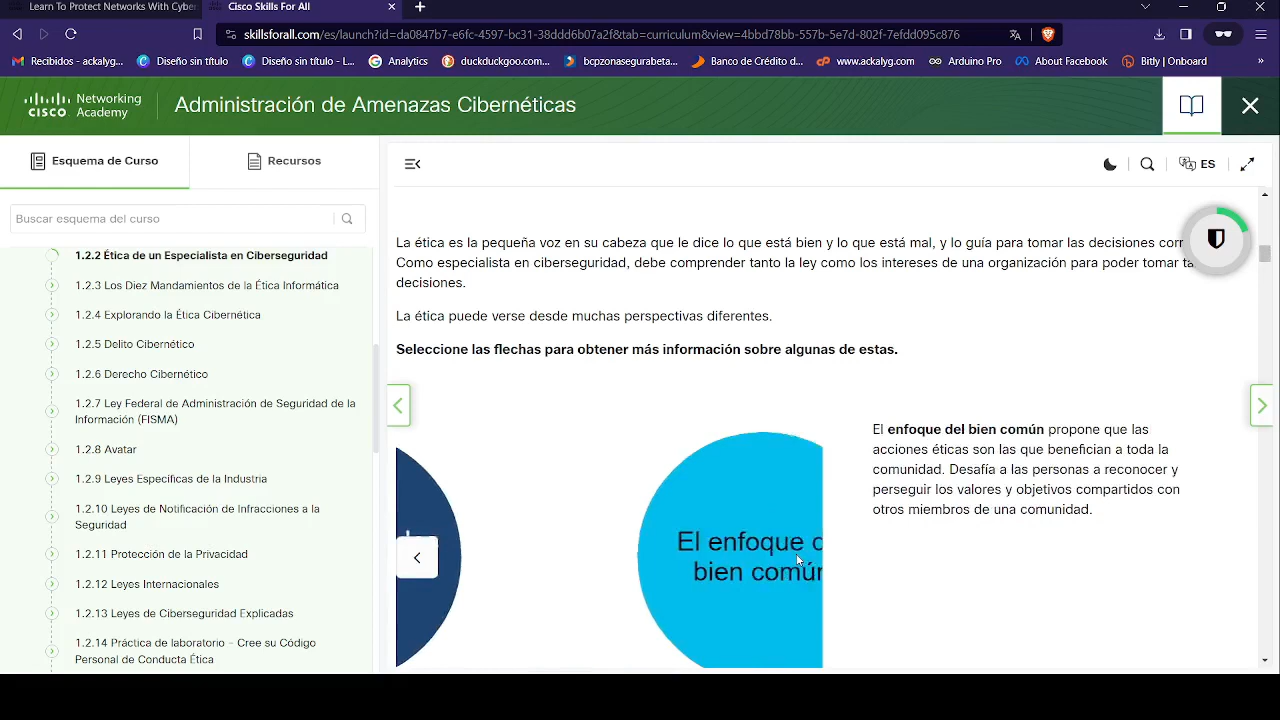 Learn To Protect Networks With Cyber
Cisco Skills For All
skillsforall.com/es/launch?id=da0847b7-e6fc-4597-bc31-38ddd6b07a2f&tab=curriculum&view=4bbd78bb-557b-5e7d-802f-7efdd095c876
Recibidos - ackalyg...
Diseño sin título
Diseño sin título - L...
Analytics
duckduckgoo.com...
bcpzonasegurabeta...
Banco de Crédito d...
www.ackalyg.com
Arduino Pro
About Facebook
Bitly | Onboard
»
CISCO Networking Academy
Administración de Amenazas Cibernéticas
Esquema de Curso
Recursos
ES
Buscar esquema del curso
1.2.2 Ética de un Especialista en Ciberseguridad
1.2.3 Los Diez Mandamientos de la Ética Informática
1.2.4 Explorando la Ética Cibernética
1.2.5 Delito Cibernético
1.2.6 Derecho Cibernético
1.2.7 Ley Federal de Administración de Seguridad de la
Información (FISMA)
1.2.8 Avatar
1.2.9 Leyes Específicas de la Industria
1.2.10 Leyes de Notificación de Infracciones a la
Seguridad
1.2.11 Protección de la Privacidad
1.2.12 Leyes Internacionales
1.2.13 Leyes de Ciberseguridad Explicadas
1.2.14 Práctica de laboratorio – Cree su Código
Personal de Conducta Ética
La ética es la pequeña voz en su cabeza que le dice lo que está bien y lo que está mal, y lo guía para tomar las decisiones corr
Como especialista en ciberseguridad, debe comprender tanto la ley como los intereses de una organización para poder tomar ta
decisiones.
La ética puede verse desde muchas perspectivas diferentes.
Seleccione las flechas para obtener más información sobre algunas de estas.
El enfoque d
bien comú
El enfoque del bien común propone que las
acciones éticas son las que benefician a toda la
comunidad. Desafía a las personas a reconocer y
perseguir los valores y objetivos compartidos con
otros miembros de una comunidad.